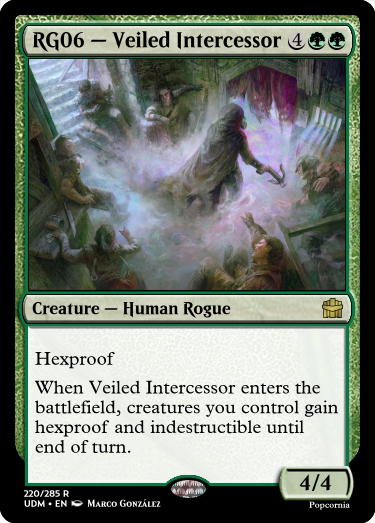 RG06 — Veiled Intercessor 4
Creature — Human Rogue
Hexproof
When Veiled Intercessor enters the
battlefield, creatures you control gain
hexproof and indestructible until
end of turn.
4/4
220/285 R
UDM • EN Marco González
Popcornia